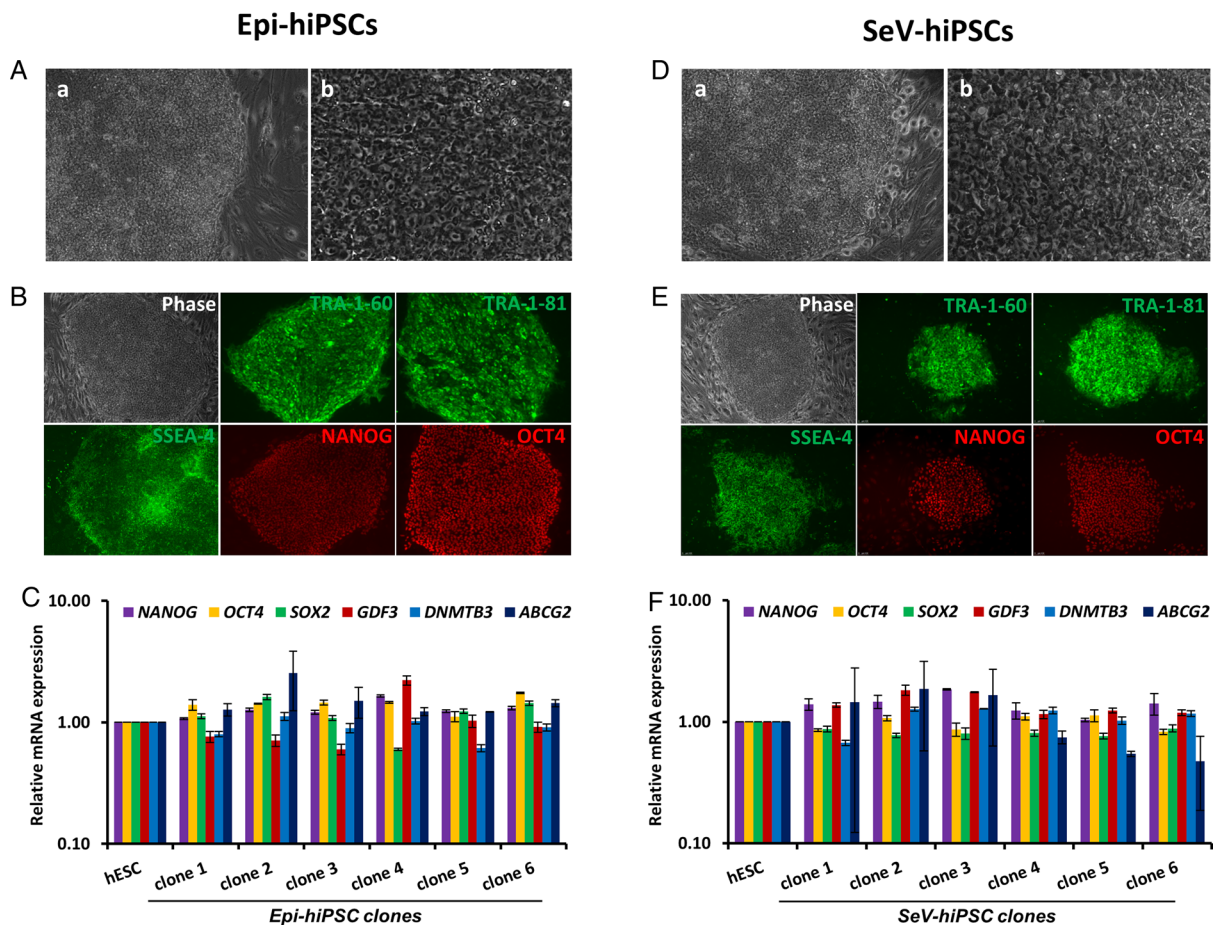 Epi-hiPSCs
SeV-hiPSCs
A
a
b
D
a
b
B
Phase
TRA-1-60
TRA-1-81
SSEA-4
NANOG
OCT4
E
Phase
TRA-1-60
TRA-1-81
SSEA-4
NANOG
OCT4
C
Relative mRNA expression
10.00
1.00
0.10
NANOG OCT4 SOX2 GDF3 DNMTB3 ABCG2
hESC clone 1 clone 2 clone 3 clone 4 clone 5 clone 6
Epi-hiPSC clones
F
Relative mRNA expression
10.00
1.00
0.10
NANOG OCT4 SOX2 GDF3 DNMTB3 ABCG2
hESC clone 1 clone 2 clone 3 clone 4 clone 5 clone 6
SeV-hiPSC clones